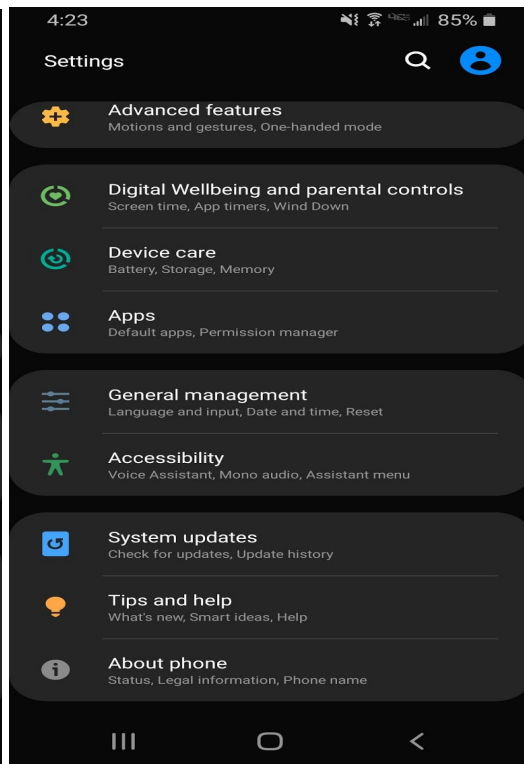 4:23 85%
Settings
Advanced features
Motions and gestures, One-handed mode
Digital Wellbeing and parental controls
Screen time, App timers, Wind Down
Device care
Battery, Storage, Memory
Apps
Default apps, Permission manager
General management
Language and input, Date and time, Reset
Accessibility
Voice Assistant, Mono audio, Assistant menu
System updates
Check for updates, Update history
Tips and help
What's new, Smart ideas, Help
About phone
Status, Legal information, Phone name